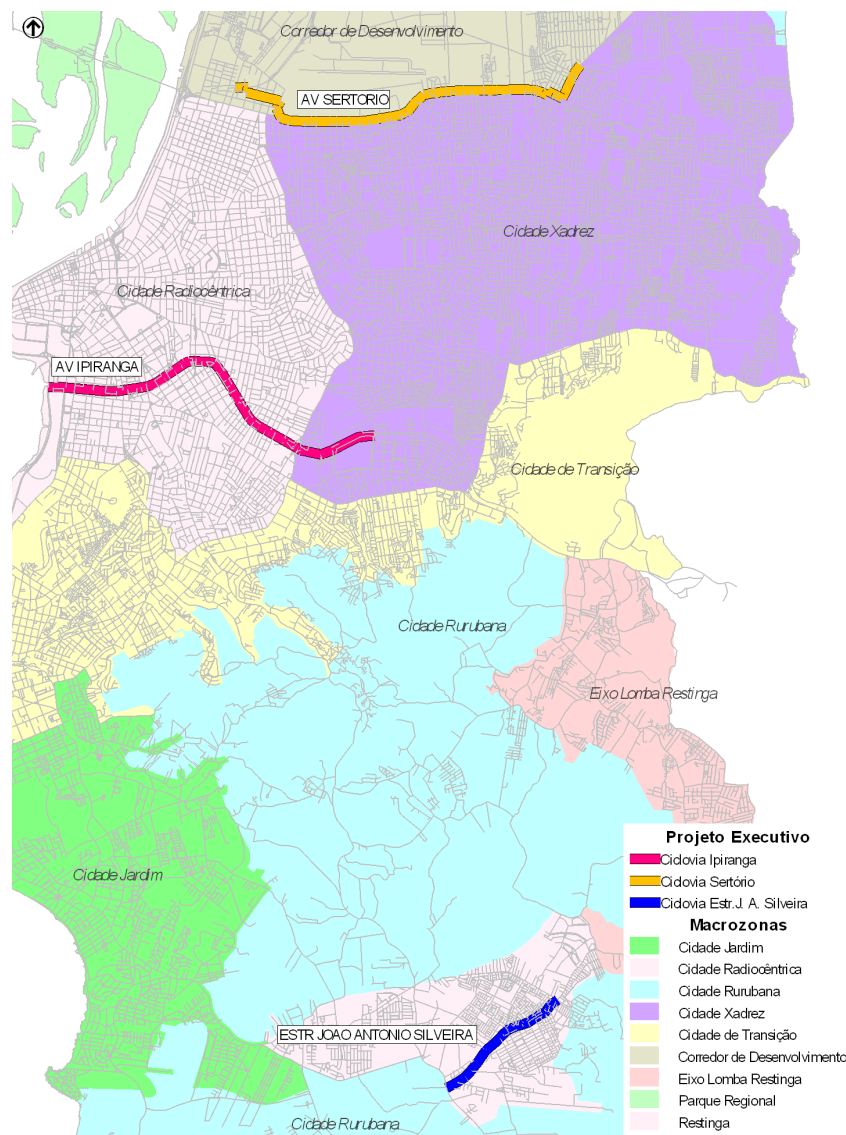 Corredor de Desenvolvimento
AV SERTORIO
Cidade Xadrez
Cidade Radiocêntrica
AV IPIRANGA
Cidade de Transição
Cidade Rurubana
Eixo Lomba Restinga
Cidade Jardim
ESTR JOAO ANTONIO SILVEIRA
Cidade Rurubana
Projeto Executivo
Ciclovia Ipiranga
Ciclovia Sertório
Ciclovia Estr.J. A. Silveira
Macrozonas
Cidade Jardim
Cidade Radiocêntrica
Cidade Rurubana
Cidade Xadrez
Cidade de Transição
Corredor de Desenvolvimento
Eixo Lomba Restinga
Parque Regional
Restinga